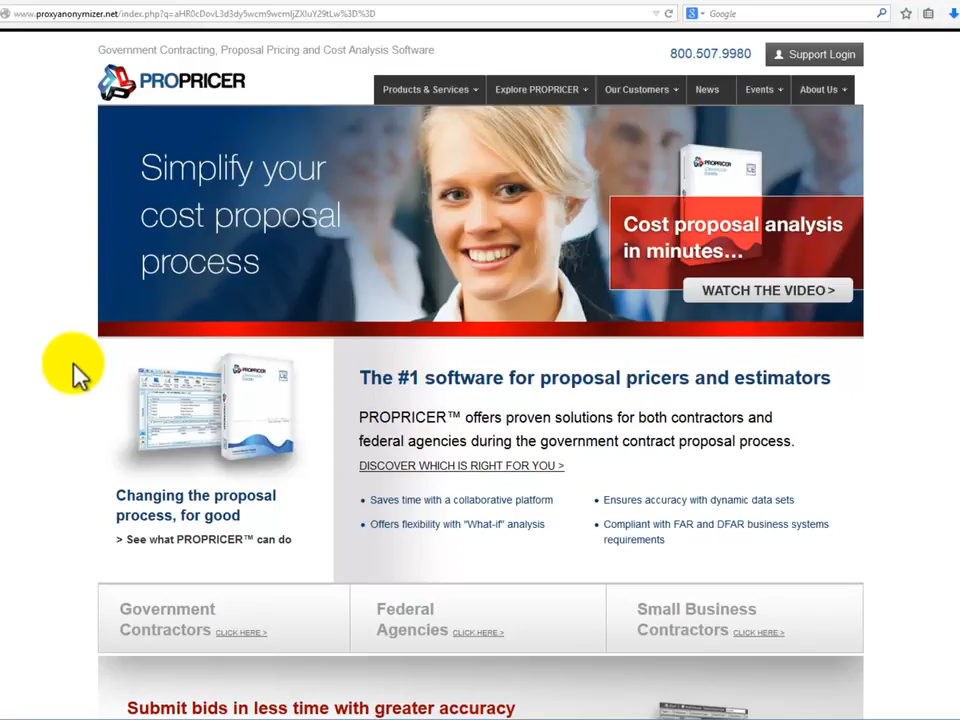 www.proxyanonymizer.net/index.php?q=aHR0cDovL3d3dy5wcm9wcmljZXIuY29tLw%3D%3D
Google
Government Contracting, Proposal Pricing and Cost Analysis Software
800.507.9980
Support Login
PROPRICER
Products & Services
Explore PROPRICER
Our Customers
News
Events
About Us
Simplify your
cost proposal
process
PROPRICER
Cost proposal analysis
in minutes...
WATCH THE VIDEO >
PROPRICER
Changing the proposal
process, for good
> See what PROPRICER™ can do
The #1 software for proposal pricers and estimators
PROPRICER™ offers proven solutions for both contractors and
federal agencies during the government contract proposal process.
DISCOVER WHICH IS RIGHT FOR YOU >
• Saves time with a collaborative platform
• Ensures accuracy with dynamic data sets
• Offers flexibility with "What-if" analysis
• Compliant with FAR and DFAR business systems
requirements
Government
Contractors CLICK HERE >
Federal
Agencies CLICK HERE >
Small Business
Contractors CLICK HERE >
Submit bids in less time with greater accuracy